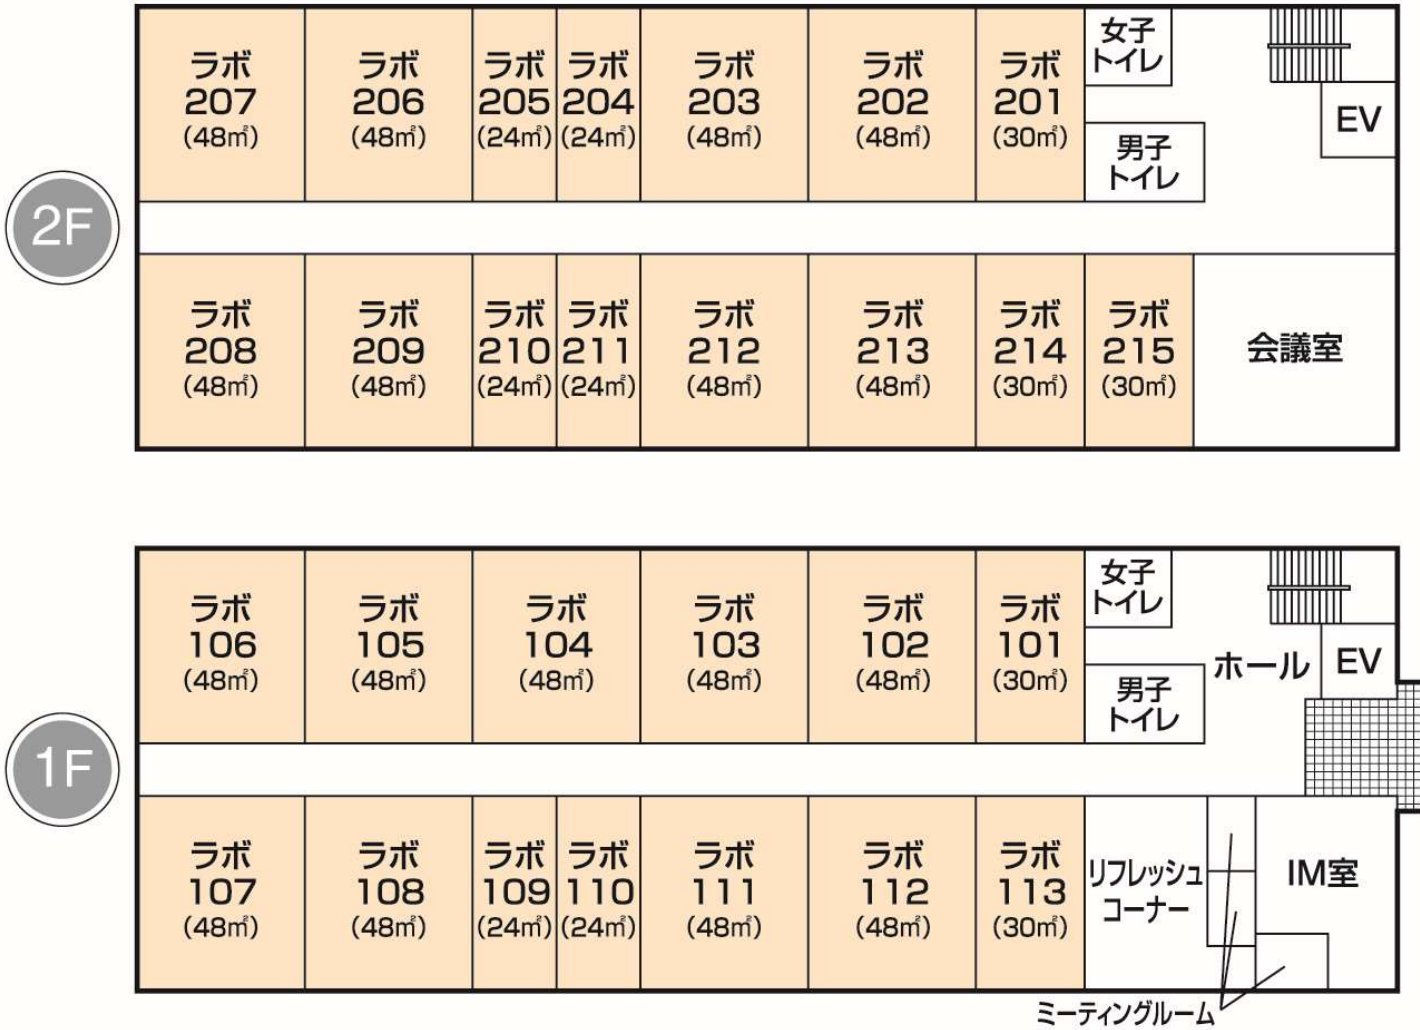 2F
ラボ
207
(48㎡)
ラボ
206
(48㎡)
ラボ
205
(24㎡)
ラボ
204
(24㎡)
ラボ
203
(48㎡)
ラボ
202
(48㎡)
ラボ
201
(30㎡)
女子
トイレ
男子
トイレ
EV
ラボ
208
(48㎡)
ラボ
209
(48㎡)
ラボ
210
(24㎡)
ラボ
211
(24㎡)
ラボ
212
(48㎡)
ラボ
213
(48㎡)
ラボ
214
(30㎡)
ラボ
215
(30㎡)
会議室
1F
ラボ
106
(48㎡)
ラボ
105
(48㎡)
ラボ
104
(48㎡)
ラボ
103
(48㎡)
ラボ
102
(48㎡)
ラボ
101
(30㎡)
女子
トイレ
男子
トイレ
ホール
EV
ラボ
107
(48㎡)
ラボ
108
(48㎡)
ラボ
109
(24㎡)
ラボ
110
(24㎡)
ラボ
111
(48㎡)
ラボ
112
(48㎡)
ラボ
113
(30㎡)
リフレッシュ
コーナー
IM室
ミーティングルーム